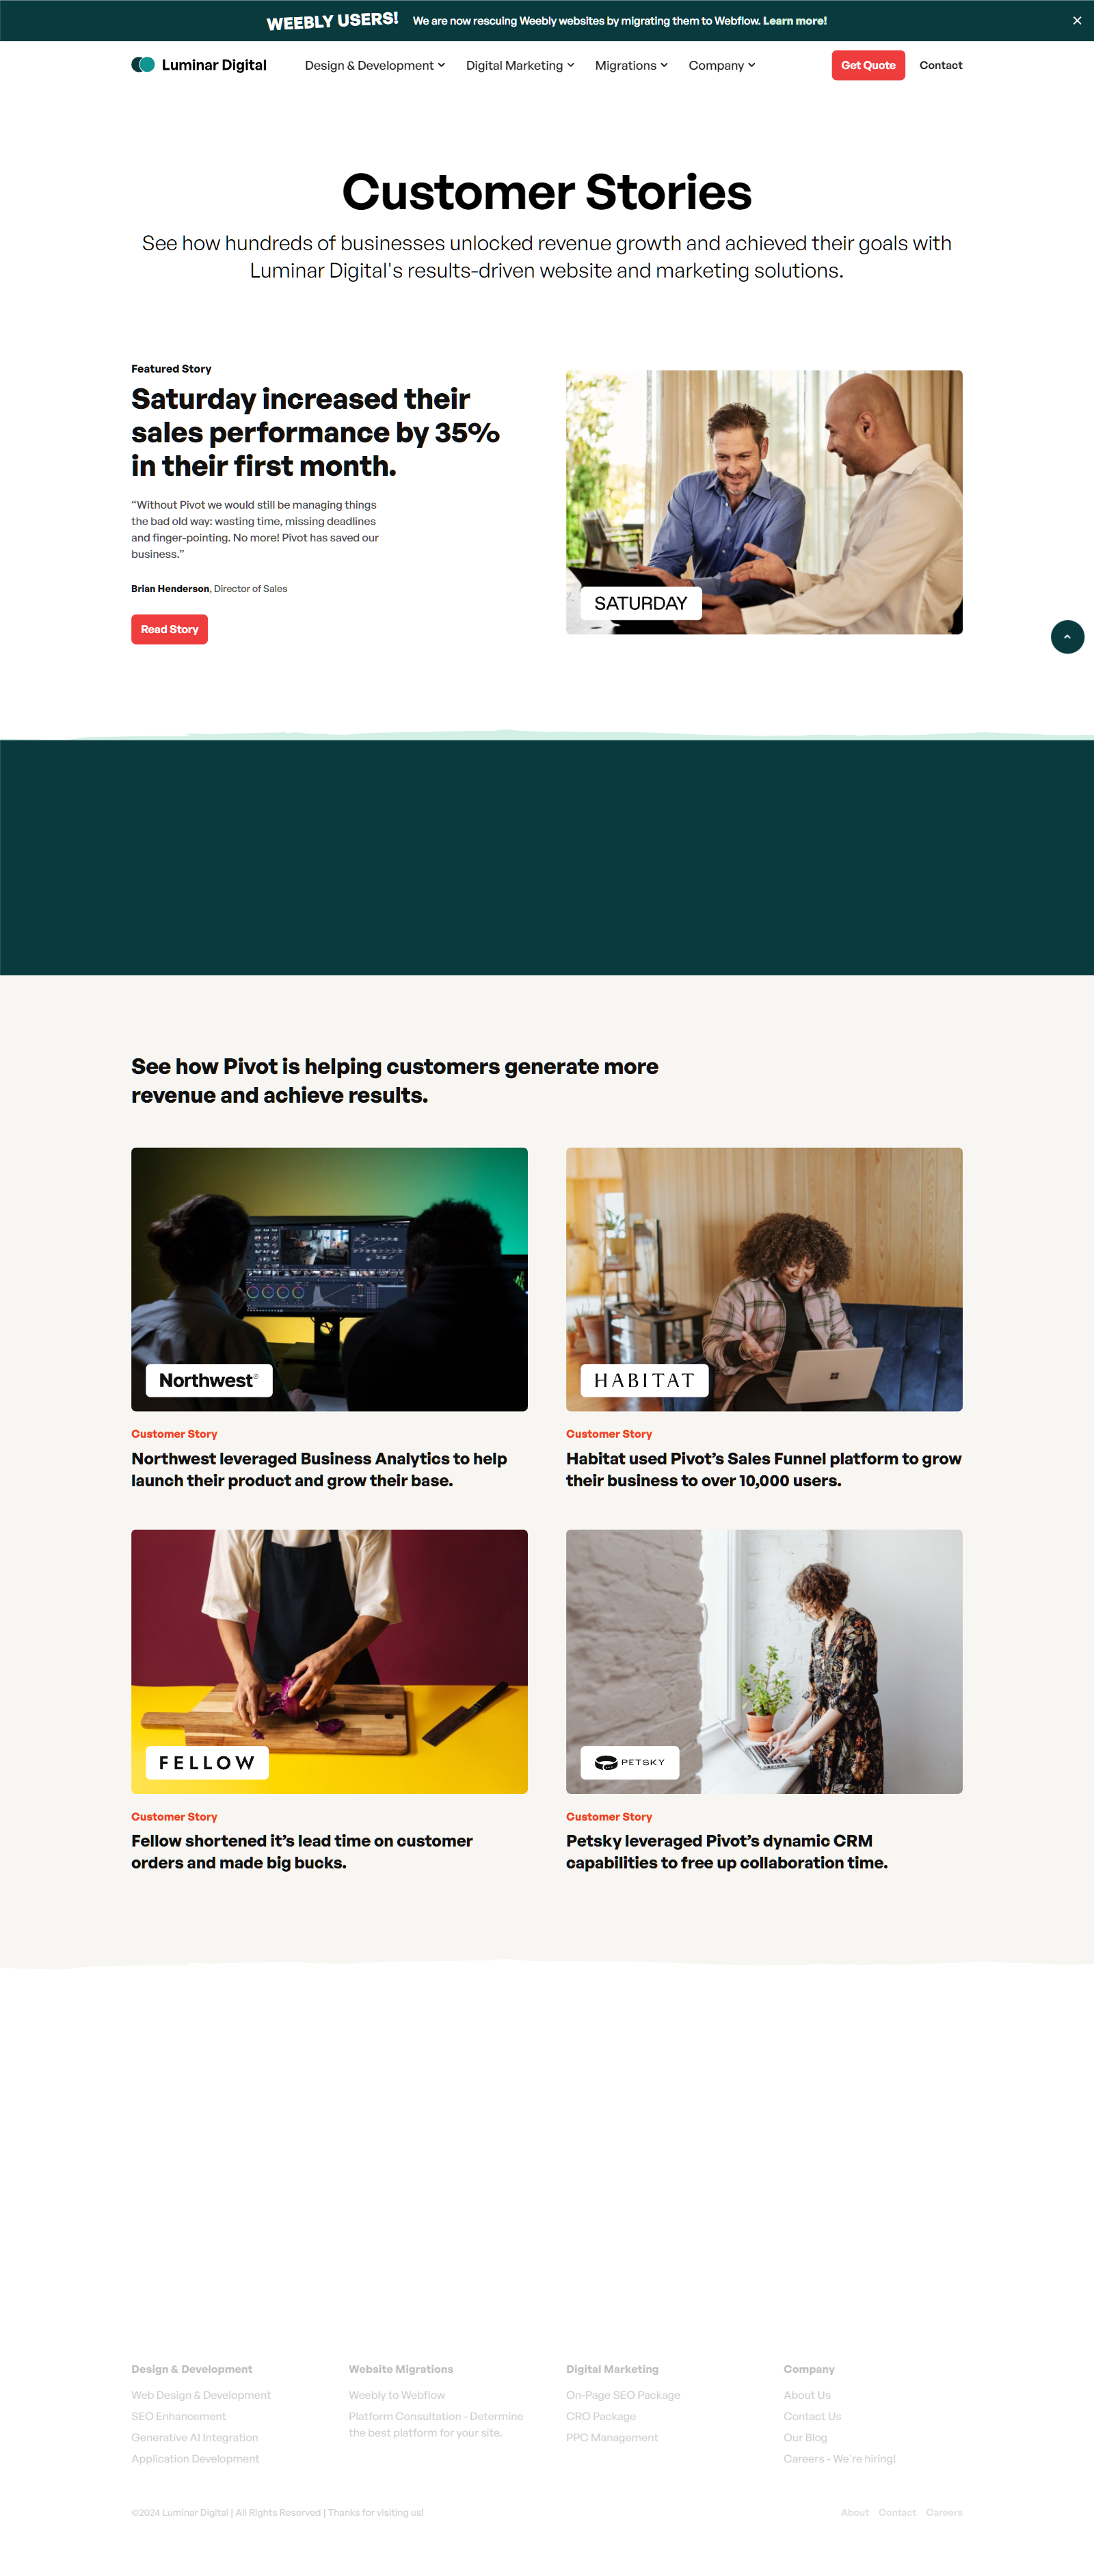 WEEBLY USERS! We are now rescuing Weebly websites by migrating them to Webflow. Learn more!
Luminar Digital Design & Development Digital Marketing Migrations Company Get Quote Contact
Customer Stories
See how hundreds of businesses unlocked revenue growth and achieved their goals with
Luminar Digital's results-driven website and marketing solutions.
Featured Story
Saturday increased their
sales performance by 35%
in their first month.
“Without Pivot we would still be managing things
the bad old way: wasting time, missing deadlines
and finger-pointing. No more! Pivot has saved our
business.”
Brian Henderson, Director of Sales
Read Story
SATURDAY
See how Pivot is helping customers generate more
revenue and achieve results.
Northwest®
Customer Story
Northwest leveraged Business Analytics to help
launch their product and grow their base.
HABITAT
Customer Story
Habitat used Pivot’s Sales Funnel platform to grow
their business to over 10,000 users.
FELLOW
Customer Story
Fellow shortened it’s lead time on customer
orders and made big bucks.
PETSKY
Customer Story
Petsky leveraged Pivot’s dynamic CRM
capabilities to free up collaboration time.
Design & Development
Web Design & Development
SEO Enhancement
Generative AI Integration
Application Development
Website Migrations
Weebly to Webflow
Platform Consultation - Determine
the best platform for your site.
Digital Marketing
On-Page SEO Package
CRO Package
PPC Management
Company
About Us
Contact Us
Our Blog
Careers - We're hiring!
©2024 Luminar Digital | All Rights Reserved | Thanks for visiting us!
About Contact Careers